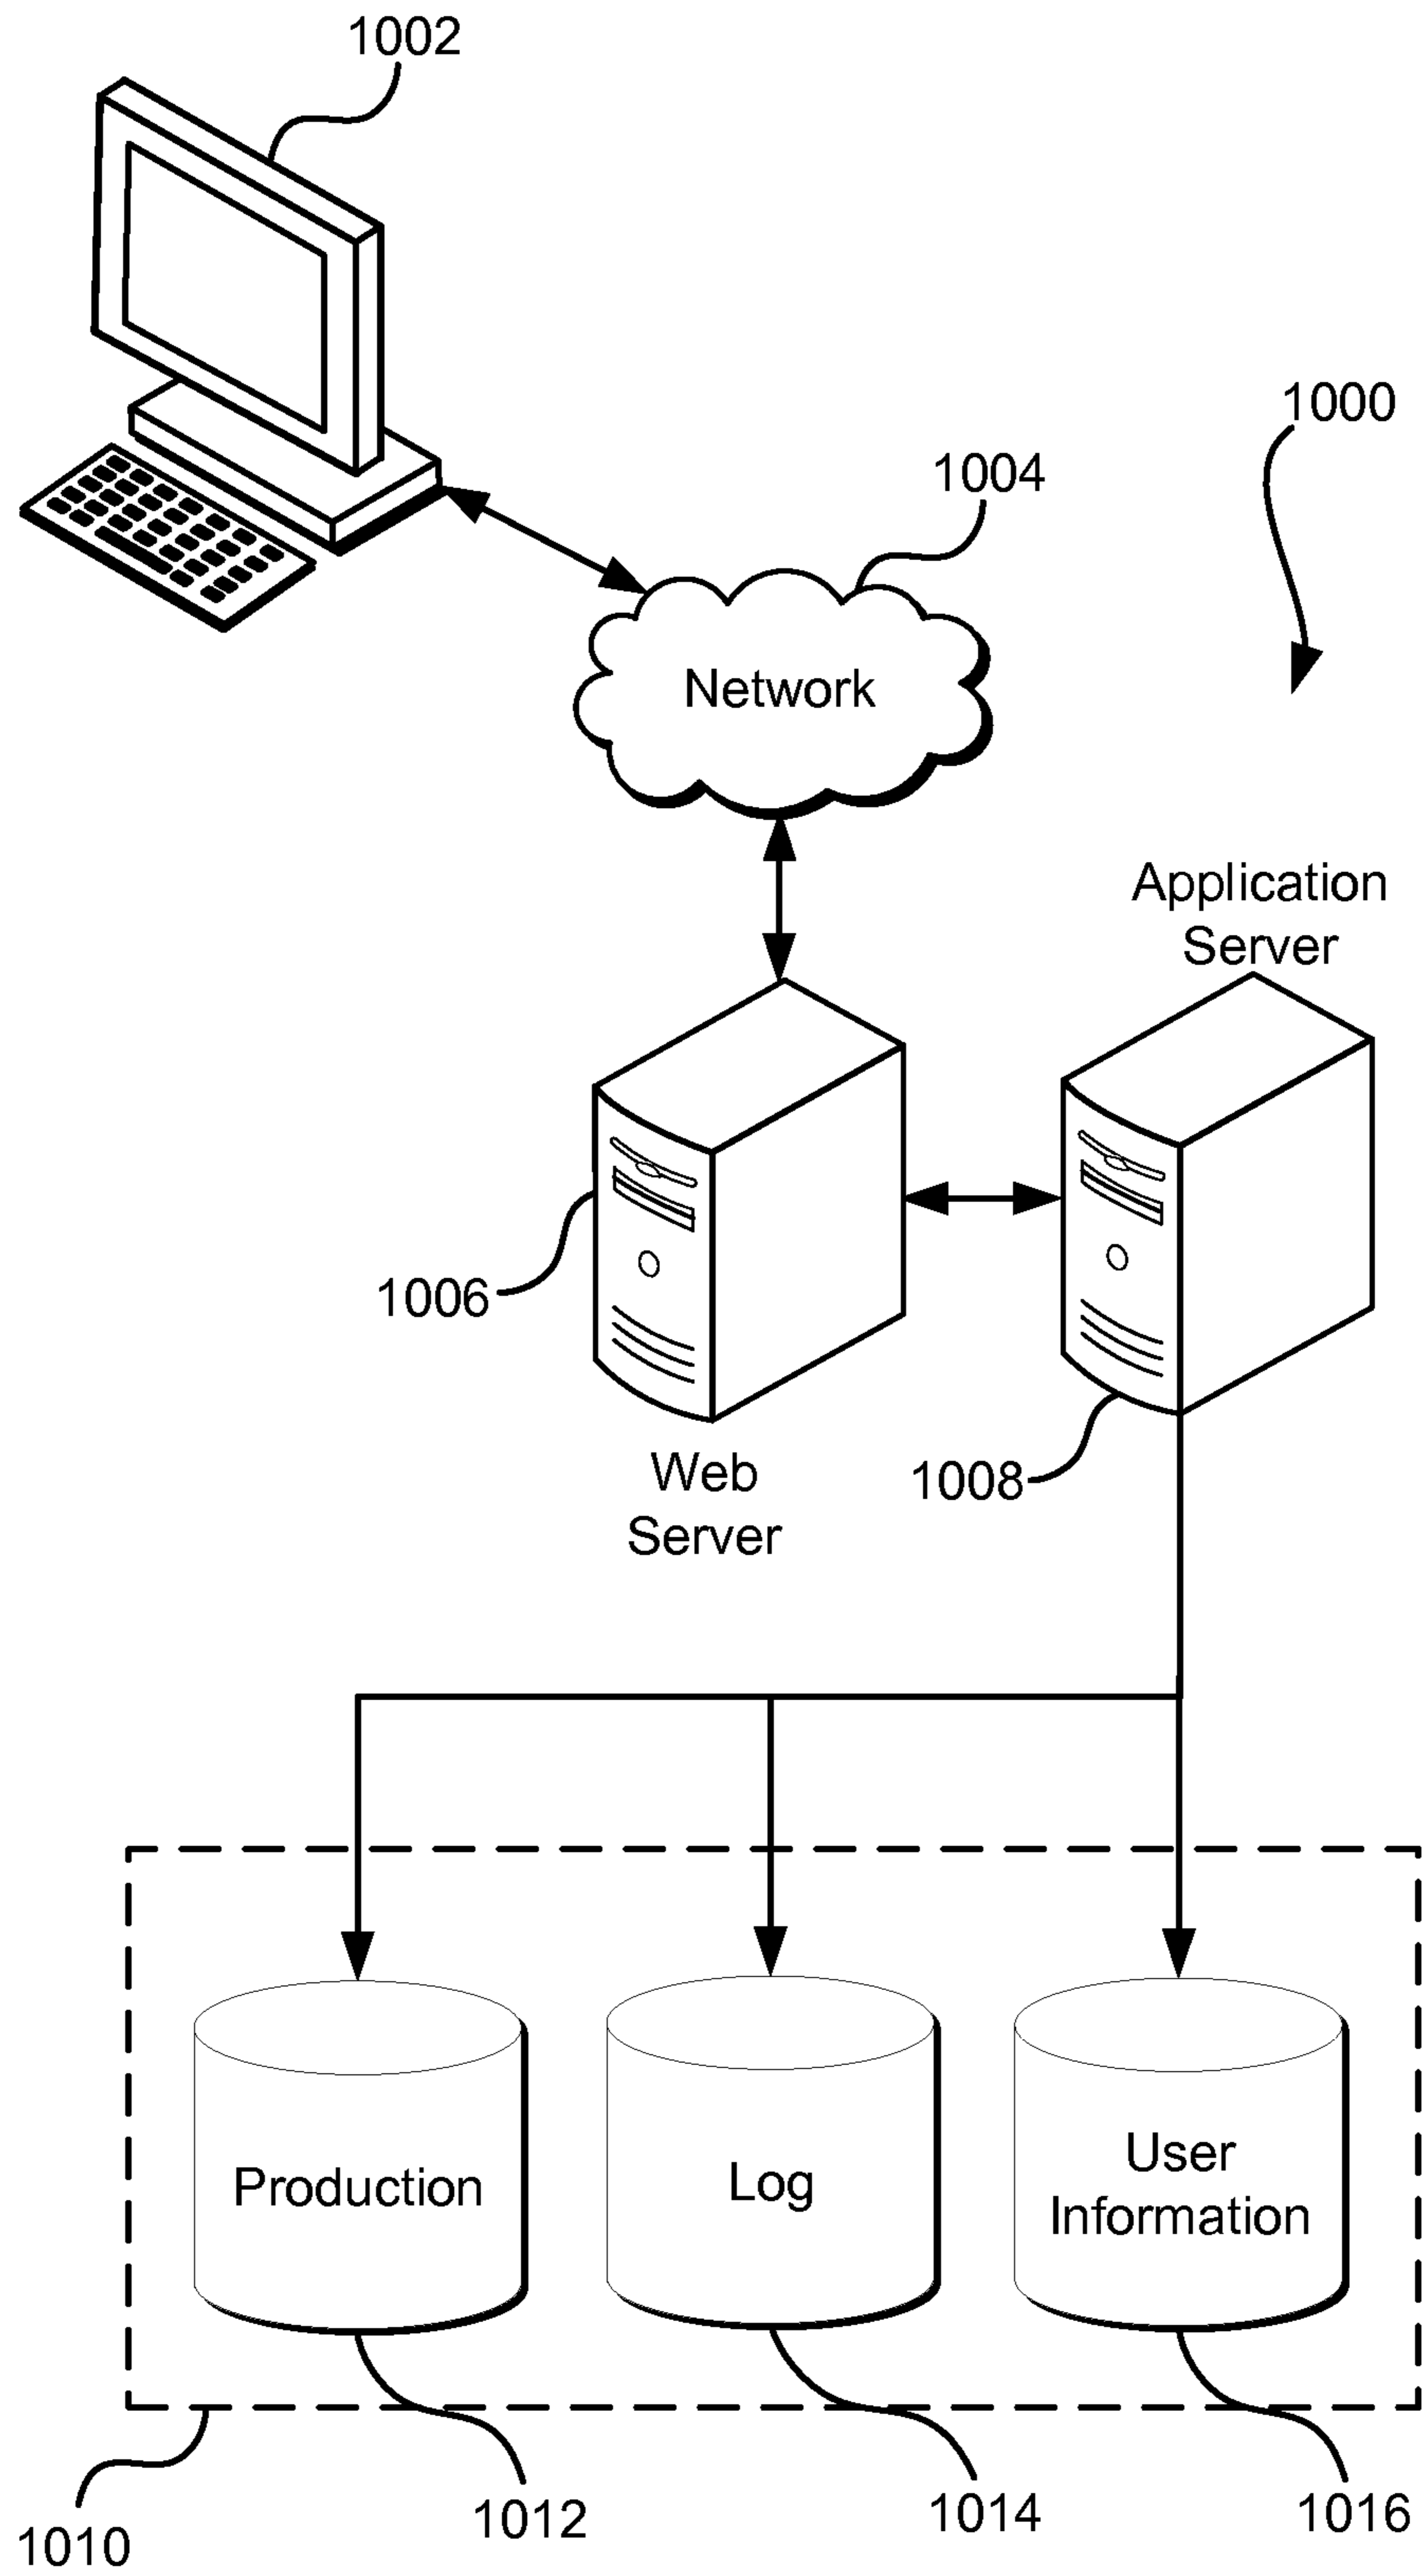 1002
1000
1004
Network
Application
Server
1006
Web
Server
1008
Production
Log
User
Information
1010
1012
1014
1016